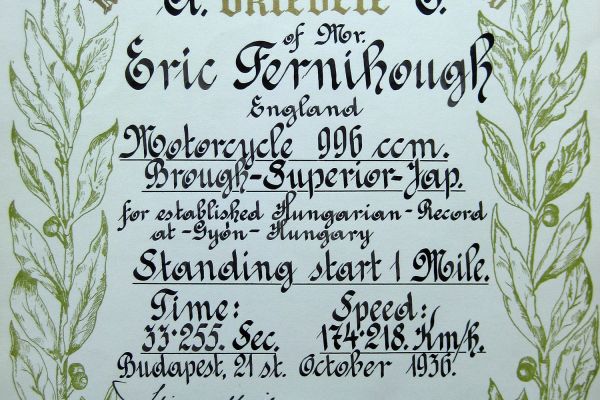 A. OKLEVELE O.
of Mr.
Eric Fernihough
England
Motorcycle 996 ccm.
Brough-Superior-Jap.
for established Hungarian-Record
at-Gyón-Hungary
Standing start 1 Mile.
Time: Speed:
33·255. Sec. 174·218. Km/h.
Budapest, 21 st. October 1936.